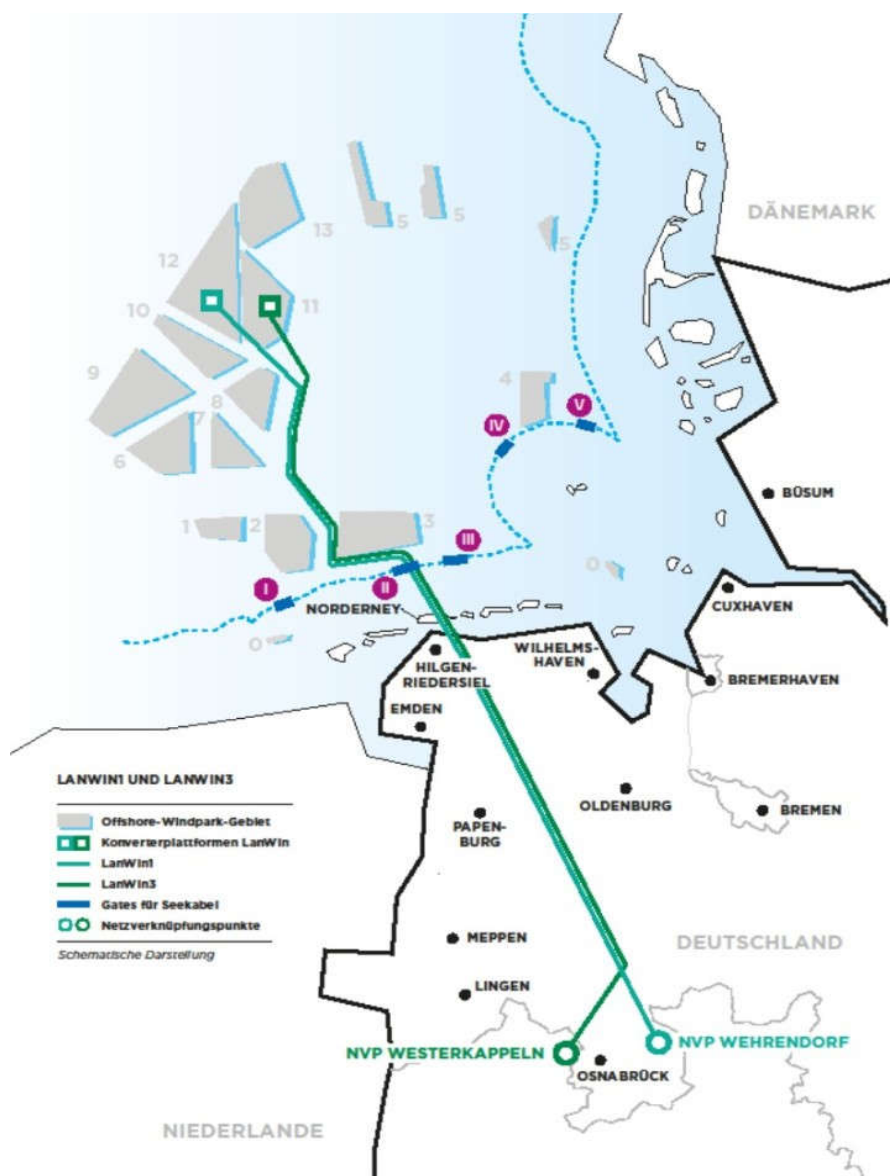 DÄNEMARK
13
5
5
5
12
11
10
9
8
7
6
4
IV
V
BÜSUM
1
2
3
III
I
II
0
NORDERNEY
CUXHAVEN
0
HILGEN-
RIEDERSIEL
WILHELMS-
HAVEN
BREMERHAVEN
EMDEN
LANWIN1 UND LANWIN3
Offshore-Windpark-Gebiet
Konverterplattformen LanWin
LanWin1
LanWin3
Gates für Seekabel
Netzverknüpfungspunkte
Schematische Darstellung
OLDENBURG
BREMEN
PAPEN-
BURG
MEPPEN
DEUTSCHLAND
LINGEN
NVP WESTERKAPPELN
NVP WEHRENDORF
OSNABRÜCK
NIEDERLANDE